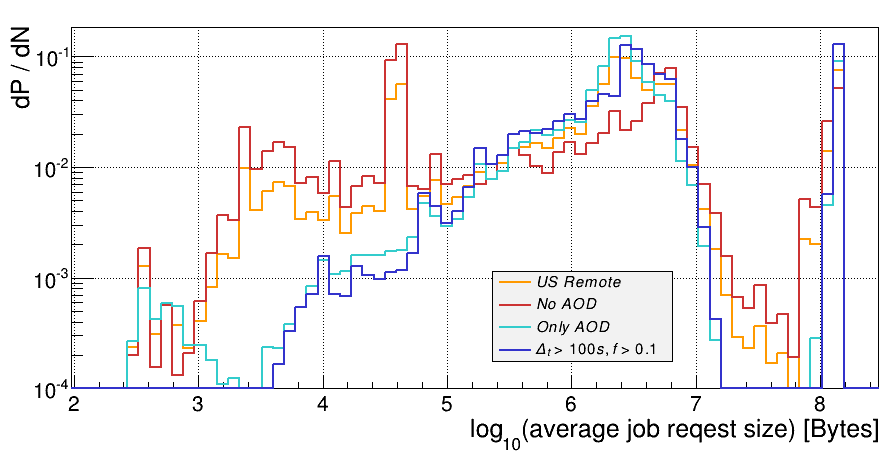 dP / dN
10^-1
10^-2
10^-3
10^-4
US Remote
No AOD
Only AOD
Δt > 100s, f > 0.1
2 3 4 5 6 7 8
log10(average job reqest size) [Bytes]